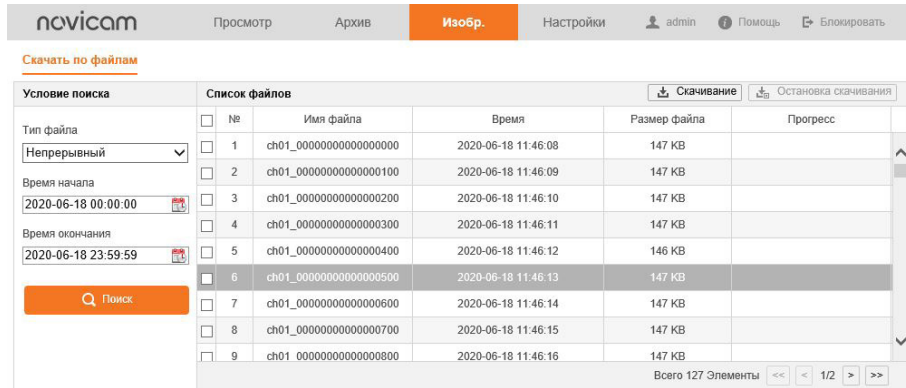 novicam Просмотр Архив Изобр. Настройки admin Помощь Блокировать
Скачать по файлам
Условие поиска
Тип файла
Непрерывный
Время начала
2020-06-18 00:00:00
Время окончания
2020-06-18 23:59:59
Поиск
Список файлов Скачивание Остановка скачивания
№ Имя файла Время Размер файла Прогресс
1 ch01_00000000000000000 2020-06-18 11:46:08 147 KB
2 ch01_00000000000000100 2020-06-18 11:46:09 147 KB
3 ch01_00000000000000200 2020-06-18 11:46:10 147 KB
4 ch01_00000000000000300 2020-06-18 11:46:11 147 KB
5 ch01_00000000000000400 2020-06-18 11:46:12 146 KB
6 ch01_00000000000000500 2020-06-18 11:46:13 147 KB
7 ch01_00000000000000600 2020-06-18 11:46:14 147 KB
8 ch01_00000000000000700 2020-06-18 11:46:15 147 KB
9 ch01_00000000000000800 2020-06-18 11:46:16 147 KB
Всего 127 Элементы << < 1/2 > >>